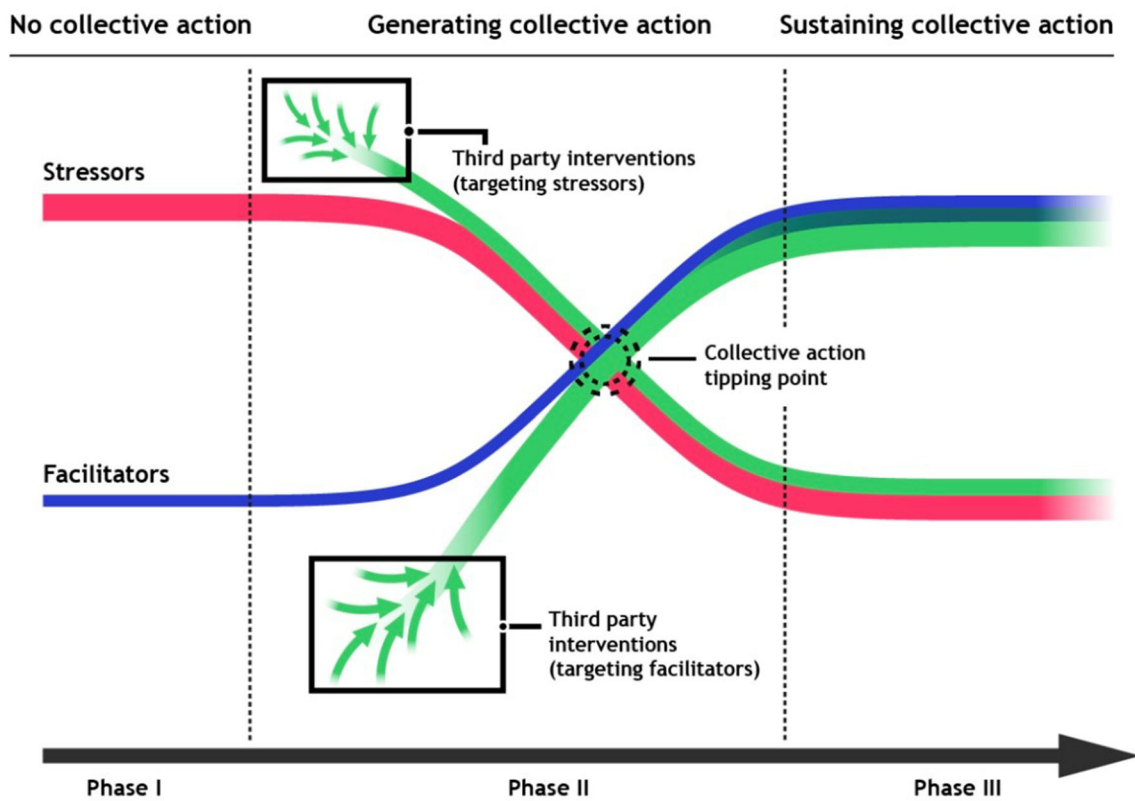 No collective action
Generating collective action
Sustaining collective action
Stressors
Third party interventions
(targeting stressors)
Collective action
tipping point
Facilitators
Third party
interventions
(targeting facilitators)
Phase I
Phase II
Phase III